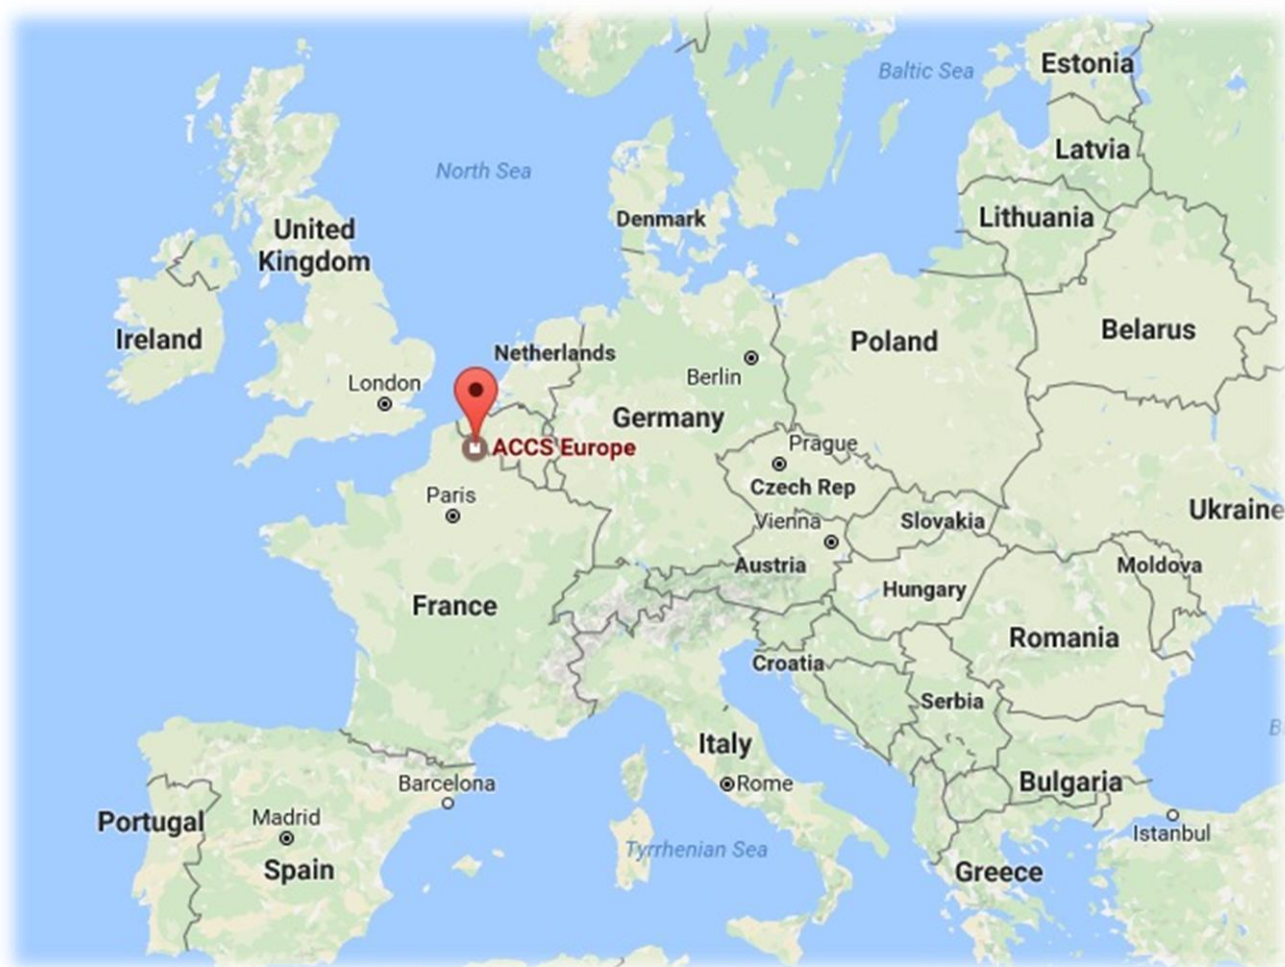 Estonia
Baltic Sea
Latvia
North Sea
Lithuania
Denmark
United
Kingdom
Belarus
Ireland
Poland
Netherlands
Berlin
London
Germany
Prague
ACCS Europe
Czech Rep
Paris
Ukraine
Vienna
Slovakia
Austria
Moldova
Hungary
France
Romania
Croatia
Serbia
Italy
Bulgaria
Barcelona
Rome
Portugal
Madrid
Istanbul
Tyrrhenian Sea
Spain
Greece